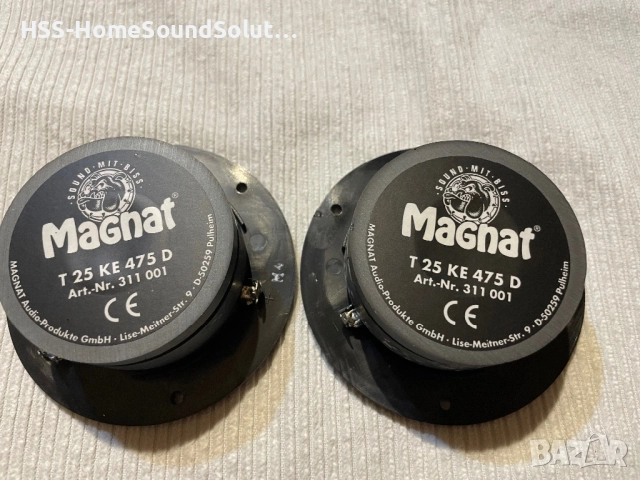 HSS-HomeSoundSolut...
SOUND·MIT·BISS
Magnat®
T 25 KE 475 D
Art.-Nr. 311 001
CE
MAGNAT Audio-Produkte GmbH · Lise-Meitner-Str. 9 · D-50259 Pulheim
4
SOUND·MIT·BISS
Magnat®
T 25 KE 475 D
Art.-Nr. 311 001
CE
MAGNAT Audio-Produkte GmbH · Lise-Meitner-Str. 9 · D-50259 Pulheim
BAZAR